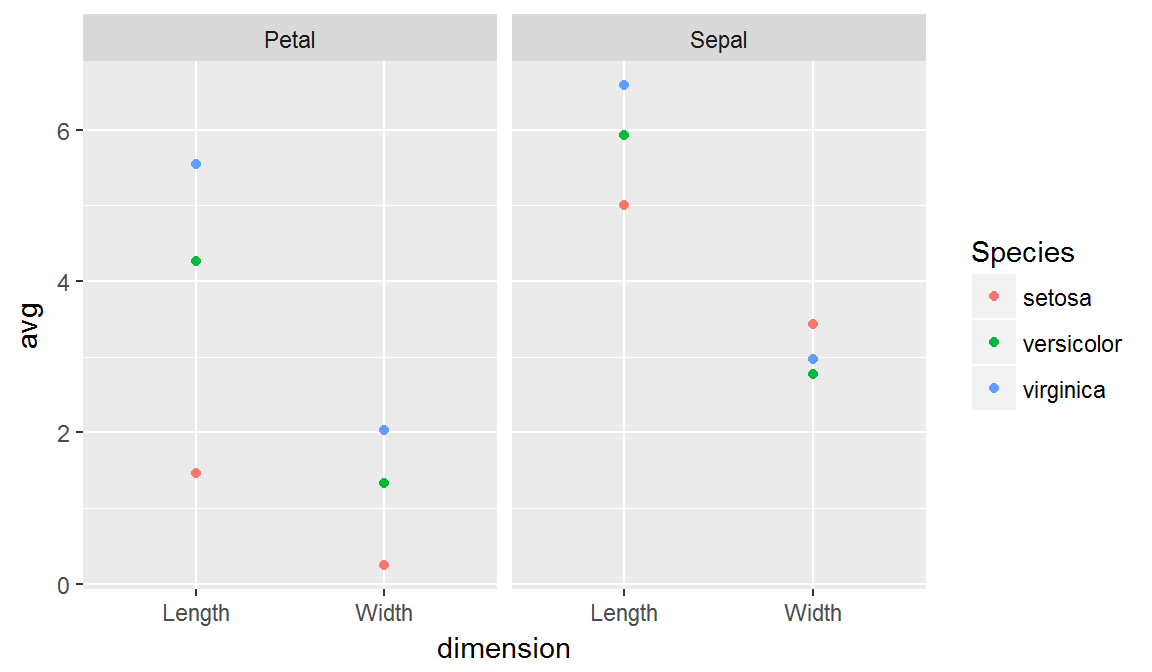 Petal
Sepal
avg
6
4
2
0
Length
Width
Length
Width
dimension
Species
setosa
versicolor
virginica